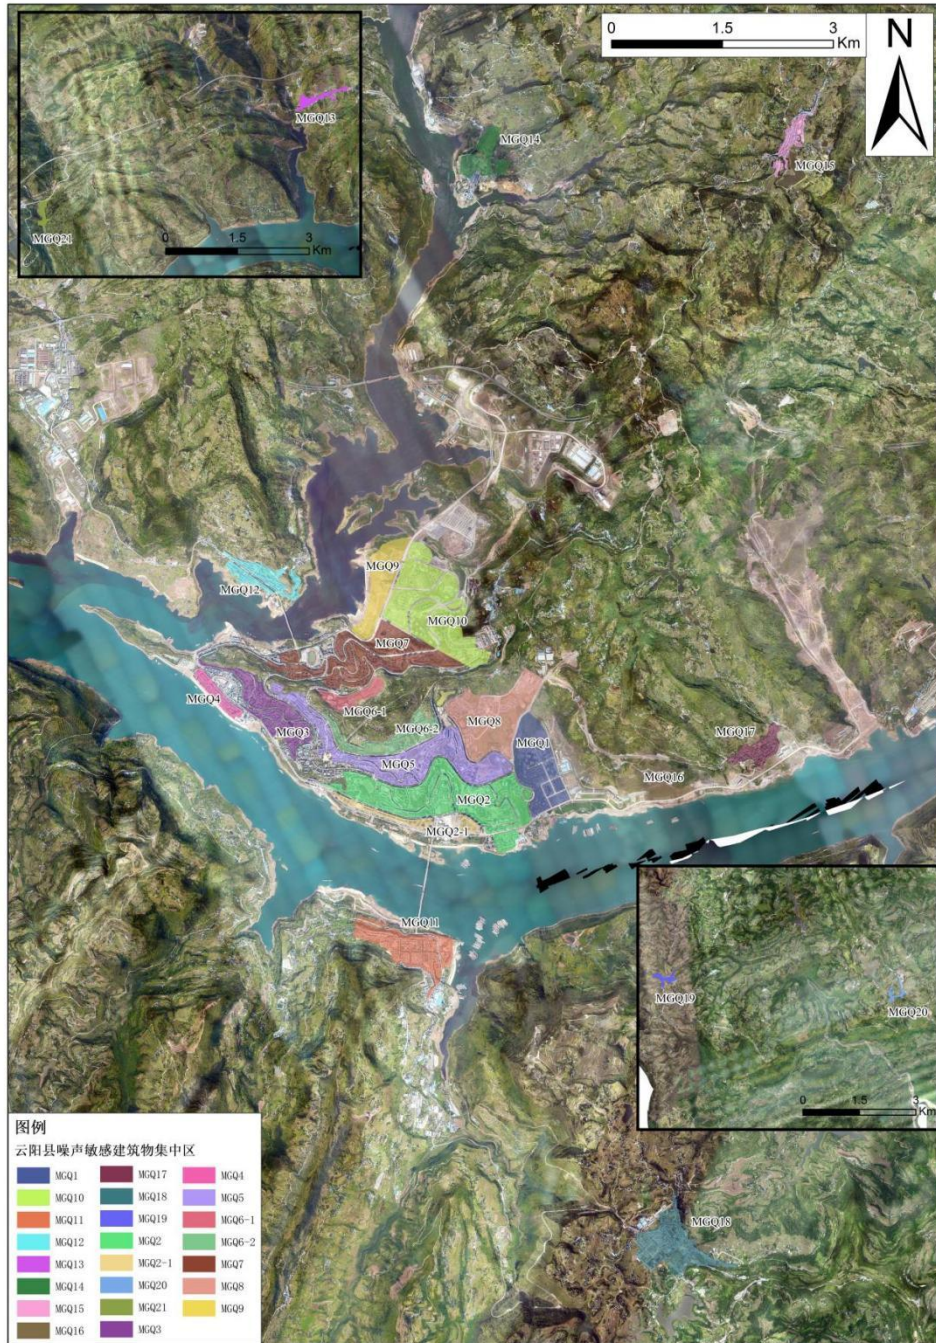 0 1.5 3
Km
N
MGQ13
MGQ21
0 1.5 3
Km
MGQ14
MGQ15
MGQ9
MGQ12
MGQ10
MGQ7
MGQ4
MGQ6-1
MGQ3
MGQ6-2
MGQ8
MGQ1
MGQ17
MGQ5
MGQ16
MGQ2
MGQ2-1
MGQ11
MGQ19
MGQ20
0 1.5 3
Km
MGQ18
图例
云阳县噪声敏感建筑物集中区
MGQ1 MGQ17 MGQ4
MGQ10 MGQ18 MGQ5
MGQ11 MGQ19 MGQ6-1
MGQ12 MGQ2 MGQ6-2
MGQ13 MGQ2-1 MGQ7
MGQ14 MGQ20 MGQ8
MGQ15 MGQ21 MGQ9
MGQ16 MGQ3